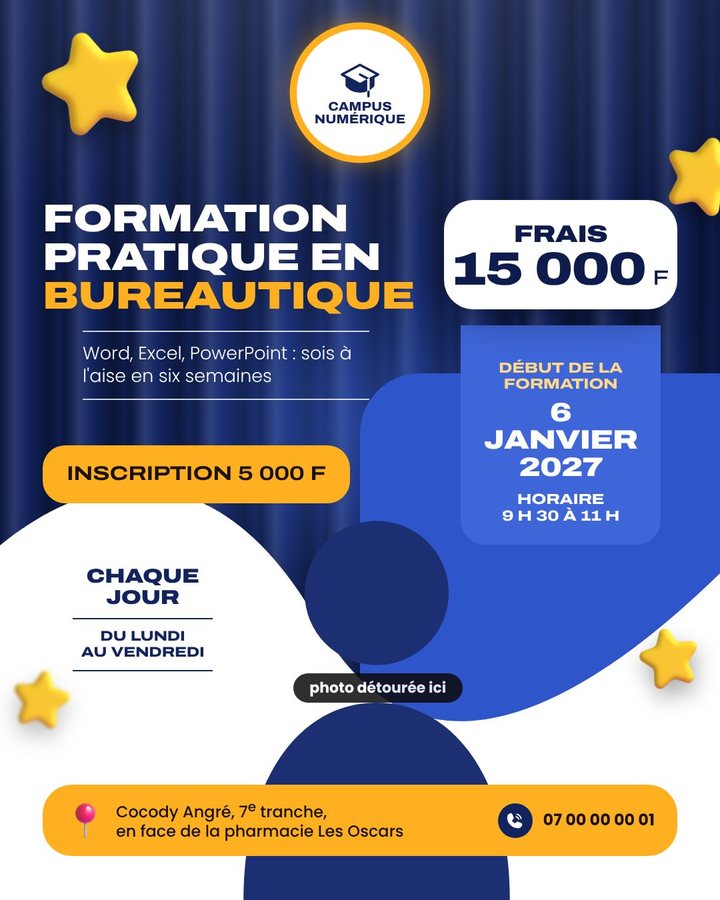 CAMPUS
NUMÉRIQUE
FORMATION
PRATIQUE EN
BUREAUTIQUE
Word, Excel, PowerPoint : sois à
l'aise en six semaines
INSCRIPTION 5 000 F
FRAIS
15 000 F
DÉBUT DE LA
FORMATION
6
JANVIER
2027
HORAIRE
9 H 30 À 11 H
CHAQUE
JOUR
DU LUNDI
AU VENDREDI
photo détourée ici
Cocody Angré, 7e tranche,
en face de la pharmacie Les Oscars
07 00 00 00 01